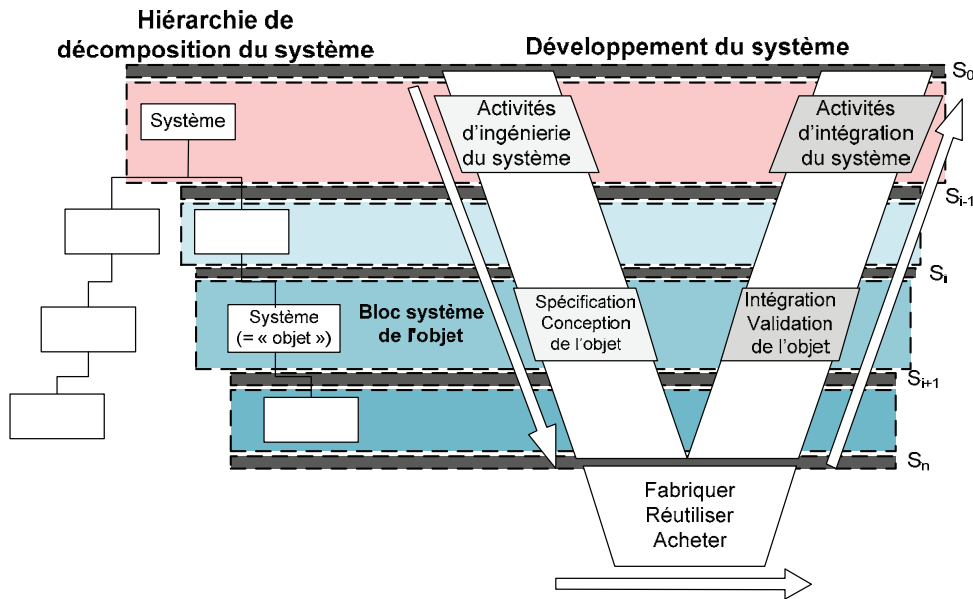 Hiérarchie de
décomposition du système
Développement du système
S0
Système
Activités
d'ingénierie
du système
Activités
d'intégration
du système
Si-1
Si
Système
(= « objet »)
Bloc système
de l'objet
Spécification
Conception
de l'objet
Intégration
Validation
de l'objet
Si+1
Sn
Fabriquer
Réutiliser
Acheter